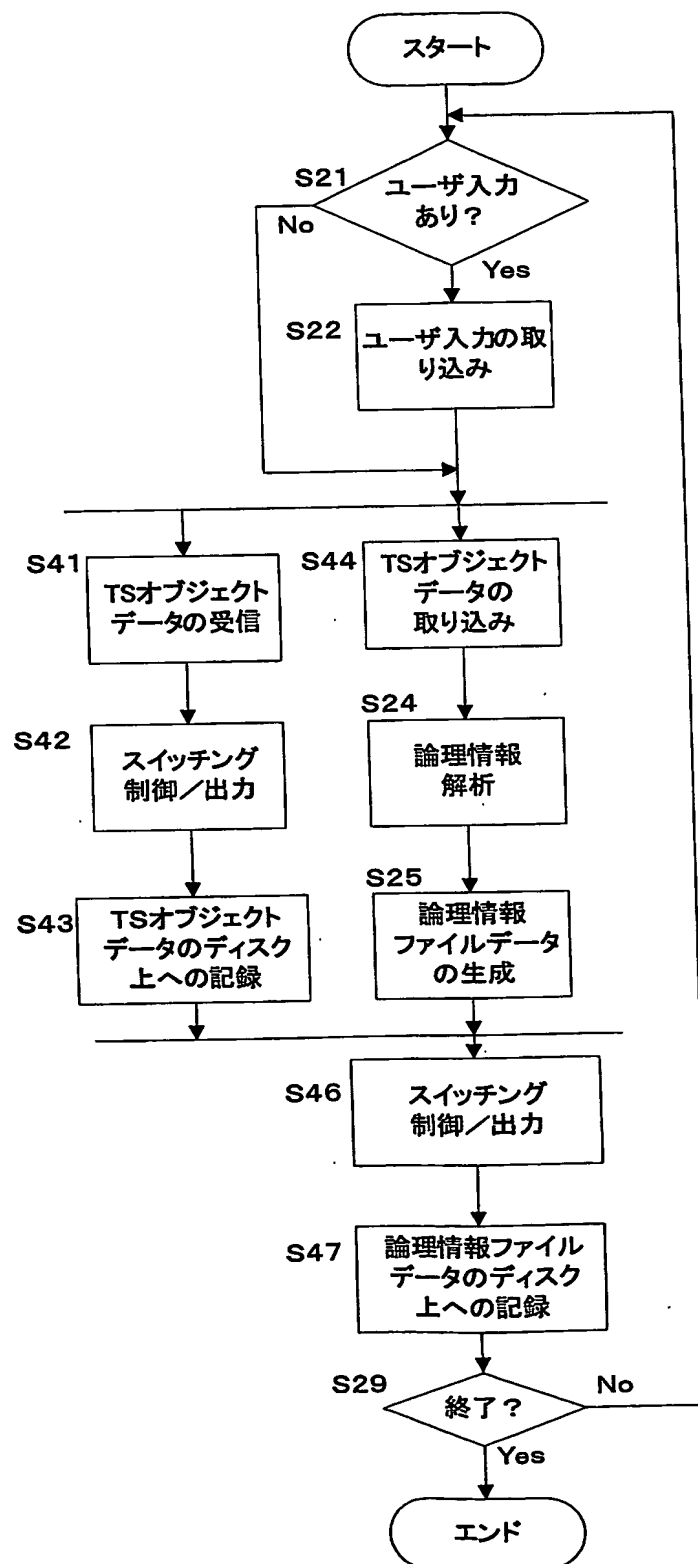 スタート
S21
ユーザ入力
あり?
No
Yes
S22
ユーザ入力の取
り込み
S41
TSオブジェクト
データの受信
S44
TSオブジェクト
データの
取り込み
S42
スイッチング
制御/出力
S24
論理情報
解析
S43
TSオブジェクト
データのディスク
上への記録
S25
論理情報
ファイルデータ
の生成
S46
スイッチング
制御/出力
S47
論理情報ファイル
データのディスク
上への記録
S29
終了?
No
Yes
エンド